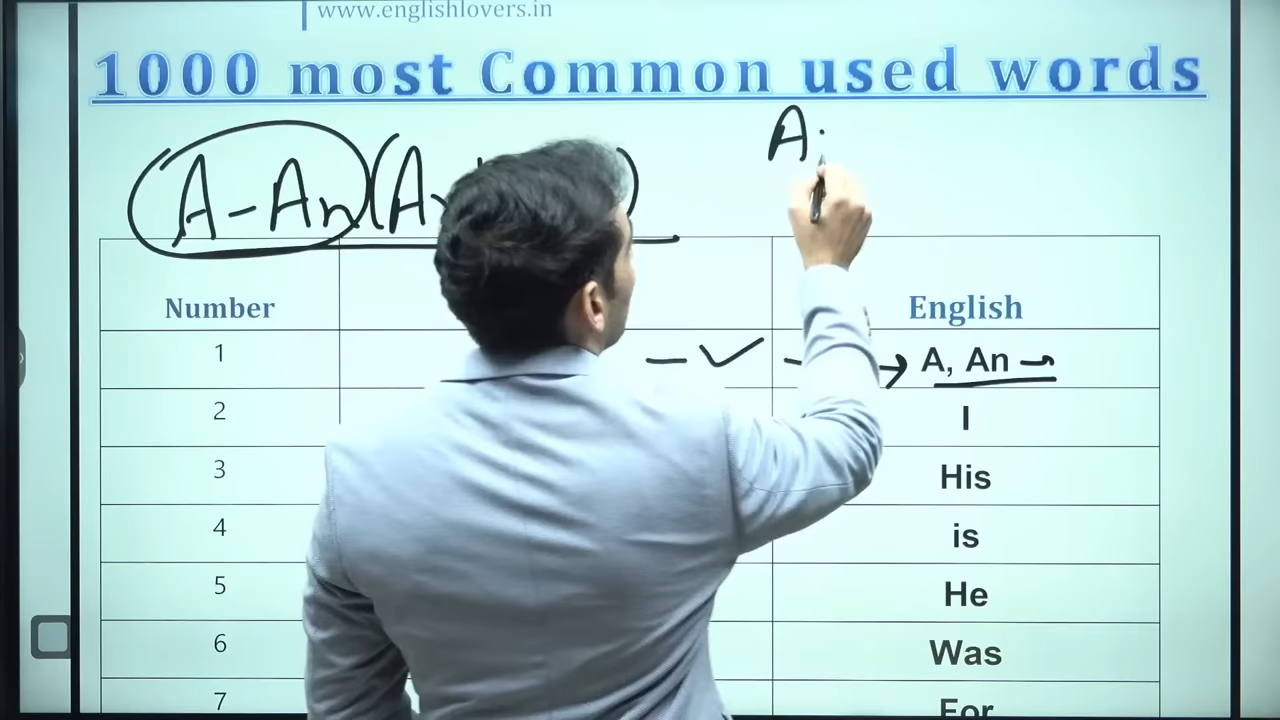 www.englishlovers.in
1000 most Common used words
A-An
A
Number English
1 A, An
2 I
3 His
4 is
5 He
6 Was
7 For